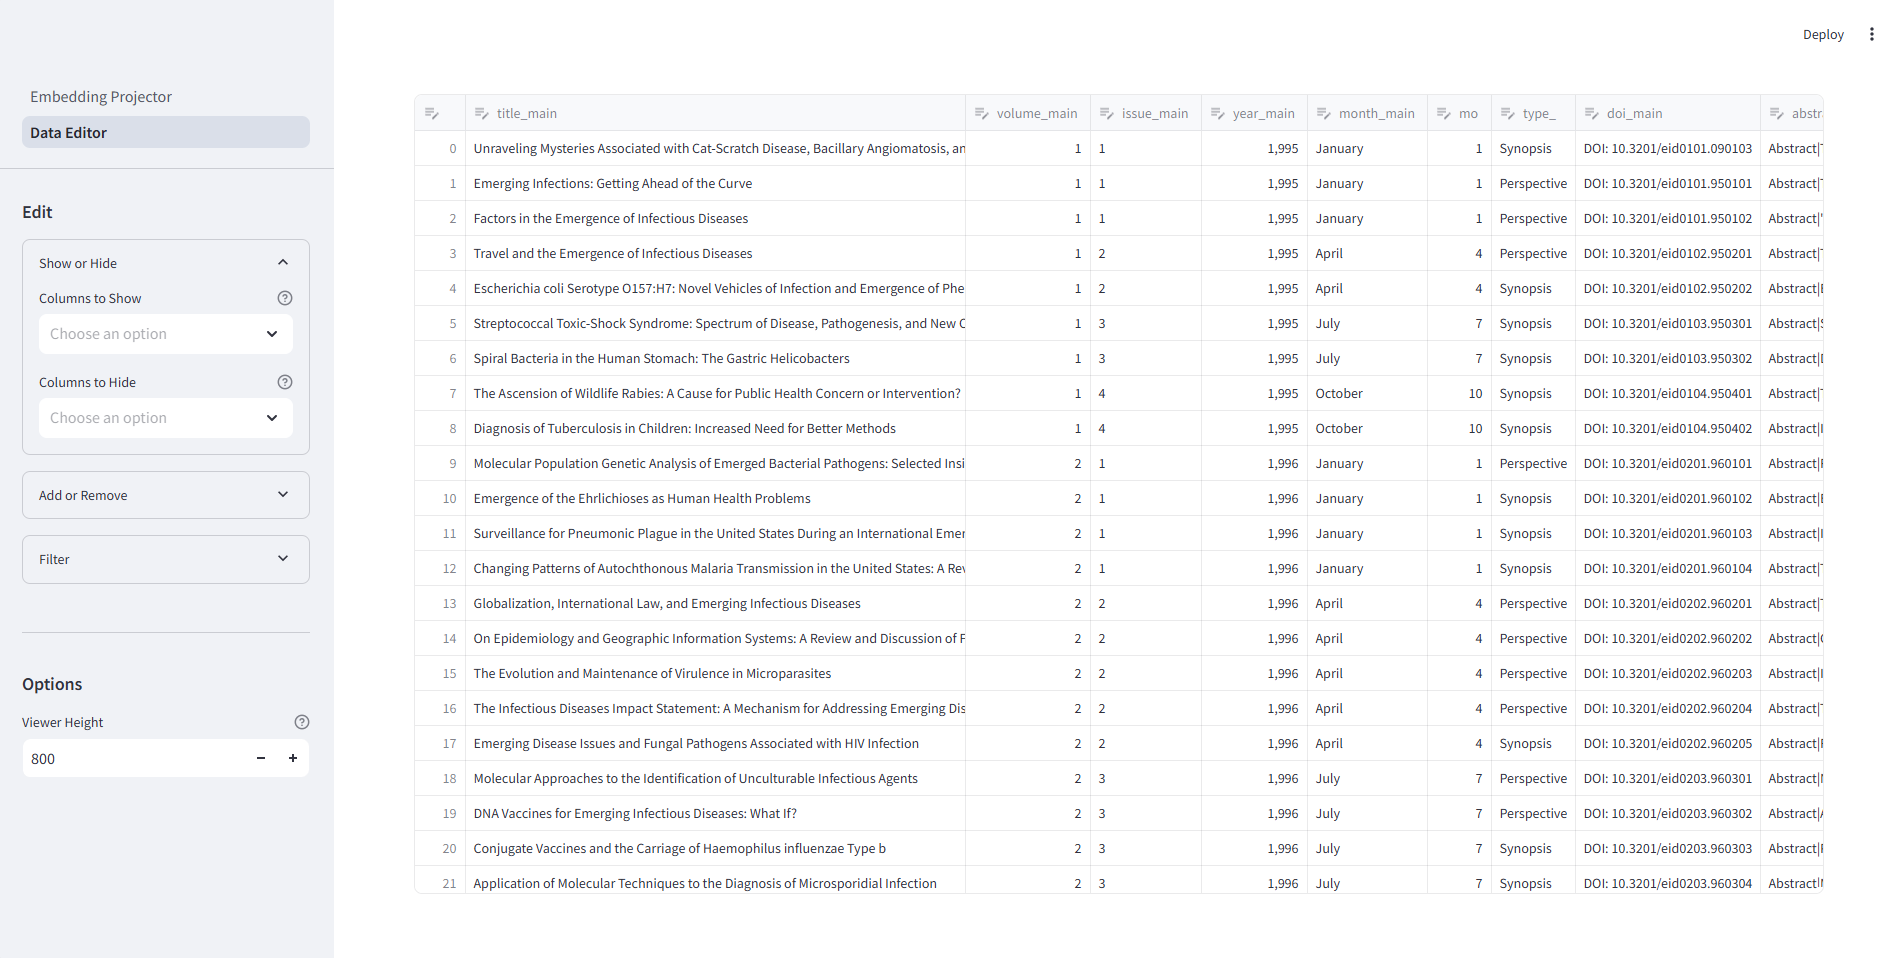 Deploy
Embedding Projector
Data Editor
Edit
Show or Hide
Columns to Show
Choose an option
Columns to Hide
Choose an option
Add or Remove
Filter
Options
Viewer Height
800
title_main volume_main issue_main year_main month_main mo type_ doi_main abstr
0 Unraveling Mysteries Associated with Cat-Scratch Disease, Bacillary Angiomatosis, an 1 1 1,995 January 1 Synopsis DOI: 10.3201/eid0101.090103 Abstract|
1 Emerging Infections: Getting Ahead of the Curve 1 1 1,995 January 1 Perspective DOI: 10.3201/eid0101.950101 Abstract|
2 Factors in the Emergence of Infectious Diseases 1 1 1,995 January 1 Perspective DOI: 10.3201/eid0101.950102 Abstract|
3 Travel and the Emergence of Infectious Diseases 1 2 1,995 April 4 Perspective DOI: 10.3201/eid0102.950201 Abstract|
4 Escherichia coli Serotype O157:H7: Novel Vehicles of Infection and Emergence of Phe 1 2 1,995 April 4 Synopsis DOI: 10.3201/eid0102.950202 Abstract|
5 Streptococcal Toxic-Shock Syndrome: Spectrum of Disease, Pathogenesis, and New 1 3 1,995 July 7 Synopsis DOI: 10.3201/eid0103.950301 Abstract|
6 Spiral Bacteria in the Human Stomach: The Gastric Helicobacters 1 3 1,995 July 7 Synopsis DOI: 10.3201/eid0103.950302 Abstract|
7 The Ascension of Wildlife Rabies: A Cause for Public Health Concern or Intervention? 1 4 1,995 October 10 Synopsis DOI: 10.3201/eid0104.950401 Abstract|
8 Diagnosis of Tuberculosis in Children: Increased Need for Better Methods 1 4 1,995 October 10 Synopsis DOI: 10.3201/eid0104.950402 Abstract|
9 Molecular Population Genetic Analysis of Emerged Bacterial Pathogens: Selected Insi 2 1 1,996 January 1 Perspective DOI: 10.3201/eid0201.960101 Abstract|
10 Emergence of the Ehrlichioses as Human Health Problems 2 1 1,996 January 1 Synopsis DOI: 10.3201/eid0201.960102 Abstract|
11 Surveillance for Pneumonic Plague in the United States During an International Emer 2 1 1,996 January 1 Synopsis DOI: 10.3201/eid0201.960103 Abstract|
12 Changing Patterns of Autochthonous Malaria Transmission in the United States: A Rev 2 1 1,996 January 1 Synopsis DOI: 10.3201/eid0201.960104 Abstract|
13 Globalization, International Law, and Emerging Infectious Diseases 2 2 1,996 April 4 Perspective DOI: 10.3201/eid0202.960201 Abstract|
14 On Epidemiology and Geographic Information Systems: A Review and Discussion of 2 2 1,996 April 4 Perspective DOI: 10.3201/eid0202.960202 Abstract|
15 The Evolution and Maintenance of Virulence in Microparasites 2 2 1,996 April 4 Perspective DOI: 10.3201/eid0202.960203 Abstract|
16 The Infectious Diseases Impact Statement: A Mechanism for Addressing Emerging Dis 2 2 1,996 April 4 Perspective DOI: 10.3201/eid0202.960204 Abstract|
17 Emerging Disease Issues and Fungal Pathogens Associated with HIV Infection 2 2 1,996 April 4 Synopsis DOI: 10.3201/eid0202.960205 Abstract|
18 Molecular Approaches to the Identification of Unculturable Infectious Agents 2 3 1,996 July 7 Perspective DOI: 10.3201/eid0203.960301 Abstract|
19 DNA Vaccines for Emerging Infectious Diseases: What If? 2 3 1,996 July 7 Perspective DOI: 10.3201/eid0203.960302 Abstract|
20 Conjugate Vaccines and the Carriage of Haemophilus influenzae Type b 2 3 1,996 July 7 Synopsis DOI: 10.3201/eid0203.960303 Abstract|
21 Application of Molecular Techniques to the Diagnosis of Microsporidial Infection 2 3 1,996 July 7 Synopsis DOI: 10.3201/eid0203.960304 Abstract|